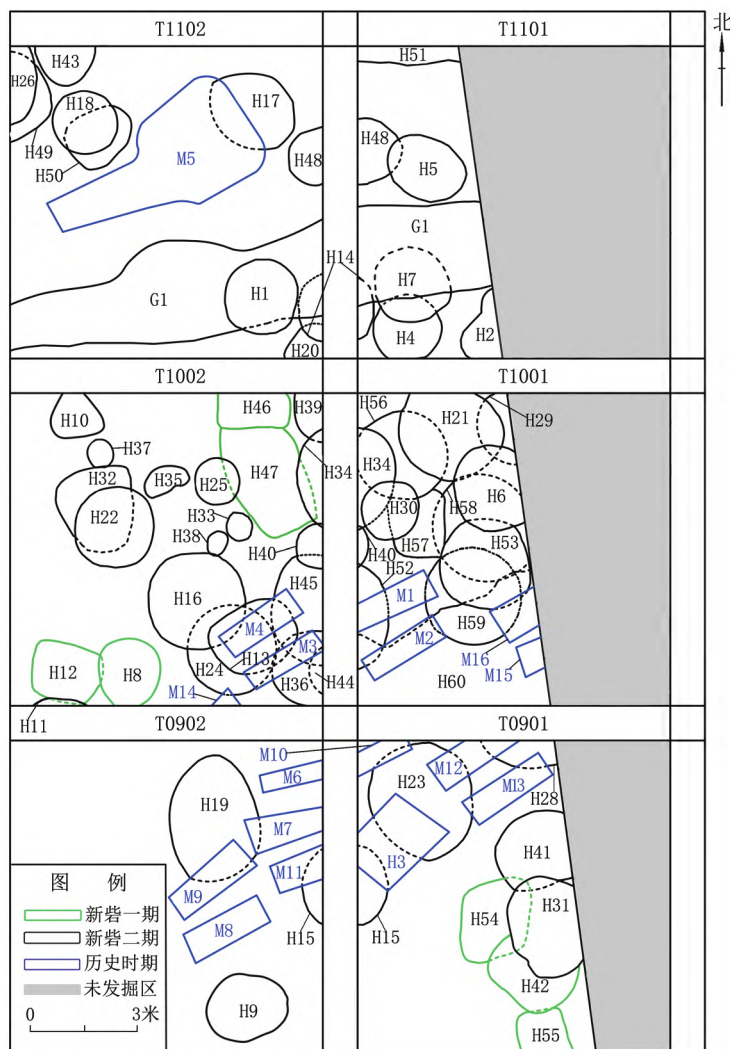 T1102
T1101
北
H43
H26
H18
H17
H49
H50
M5
H48
G1
H1
H14
H20
H51
H48
H5
G1
H7
H4
H2
T1002
T1001
H10
H46
H39
H37
H32
H35
H25
H47
H34
H22
H33
H38
H40
H16
H45
M4
M3
H12
H8
H24
H13
H36
H44
M14
H11
H56
H21
H29
H34
H6
H30
H58
H57
H40
H53
H52
M1
H59
M2
M16
M15
H60
T0902
T0901
M10
M6
H19
M7
M11
M9
M8
H15
H9
H23
M12
M13
H28
H3
H41
H15
H54
H31
H42
H55
图 例
新砦一期
新砦二期
历史时期
未发掘区
0 3米